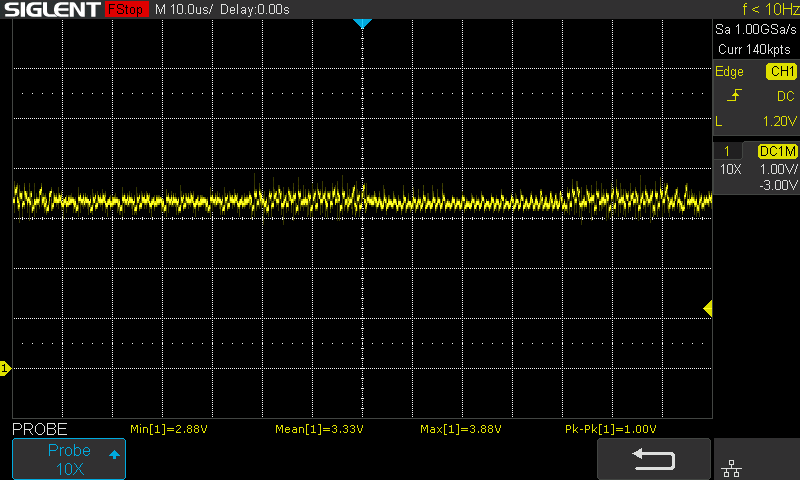 SIGLENT FStop M 10.0us/ Delay:0.00s f < 10Hz
Sa 1.00GSa/s
Curr 140kpts
Edge CH1
DC
L 1.20V
1 DC1M
10X 1.00V/
-3.00V
1
PROBE Min[1]=2.88V Mean[1]=3.33V Max[1]=3.88V Pk-Pk[1]=1.00V
Probe
10X